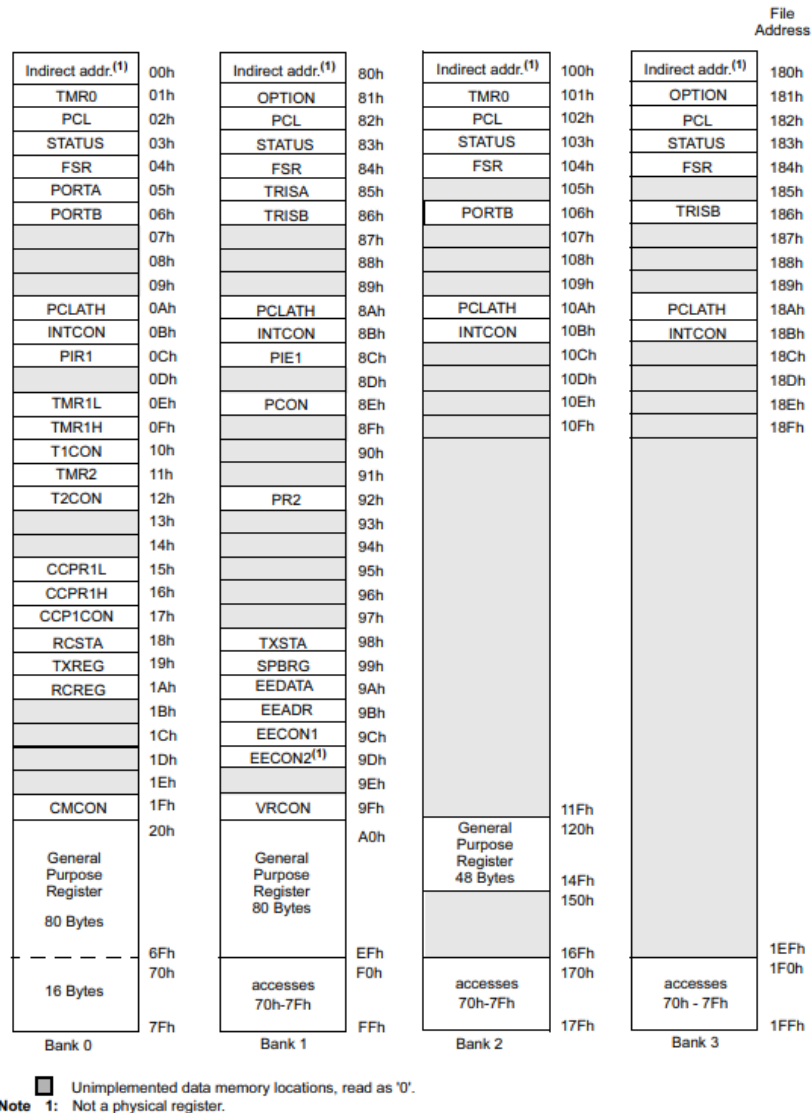 File
Address
Indirect addr.(1) 00h Indirect addr.(1) 80h Indirect addr.(1) 100h Indirect addr.(1) 180h
TMR0 01h OPTION 81h TMR0 101h OPTION 181h
PCL 02h PCL 82h PCL 102h PCL 182h
STATUS 03h STATUS 83h STATUS 103h STATUS 183h
FSR 04h FSR 84h FSR 104h FSR 184h
PORTA 05h TRISA 85h 105h 185h
PORTB 06h TRISB 86h PORTB 106h TRISB 186h
07h 87h 107h 187h
08h 88h 108h 188h
09h 89h 109h 189h
PCLATH 0Ah PCLATH 8Ah PCLATH 10Ah PCLATH 18Ah
INTCON 0Bh INTCON 8Bh INTCON 10Bh INTCON 18Bh
PIR1 0Ch PIE1 8Ch 10Ch 18Ch
0Dh 8Dh 10Dh 18Dh
TMR1L 0Eh PCON 8Eh 10Eh 18Eh
TMR1H 0Fh 8Fh 10Fh 18Fh
T1CON 10h 90h
TMR2 11h 91h
T2CON 12h PR2 92h
13h 93h
14h 94h
CCPR1L 15h 95h
CCPR1H 16h 96h
CCP1CON 17h 97h
RCSTA 18h TXSTA 98h
TXREG 19h SPBRG 99h
RCREG 1Ah EEDATA 9Ah
1Bh EEADR 9Bh
1Ch EECON1 9Ch
1Dh EECON2(1) 9Dh
1Eh 9Eh
CMCON 1Fh VRCON 9Fh 11Fh
20h A0h General 120h
General General Purpose
Purpose Purpose Register
Register Register 48 Bytes 14Fh
80 Bytes 80 Bytes 150h
6Fh EFh 16Fh 1EFh
70h F0h 170h 1F0h
16 Bytes accesses accesses accesses
70h-7Fh 70h-7Fh 70h - 7Fh
7Fh FFh 17Fh 1FFh
Bank 0 Bank 1 Bank 2 Bank 3
Unimplemented data memory locations, read as '0'.
Note 1: Not a physical register.